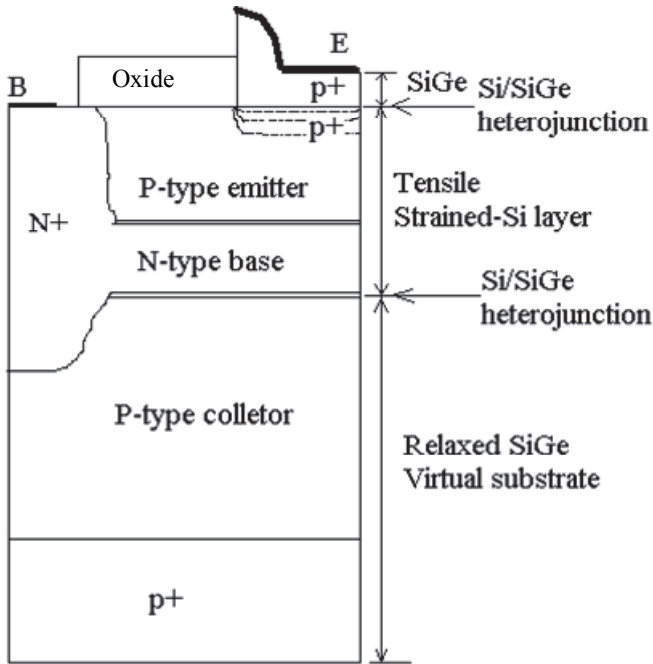 E
B
Oxide
p+
SiGe
Si/SiGe
heterojunction
p+
P-type emitter
Tensile
Strained-Si layer
N+
N-type base
Si/SiGe
heterojunction
P-type colletor
Relaxed SiGe
Virtual substrate
p+